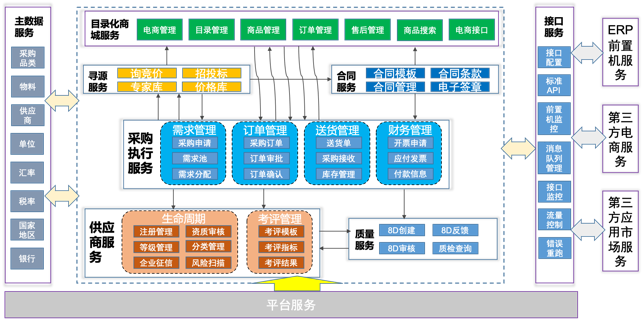 主数据
服务
采购
品类
物料
供应
商
单位
汇率
税率
国家
地区
银行
目录化商
城服务
电商管理
目录管理
商品管理
订单管理
售后管理
商品搜索
电商接口
寻源
服务
询竞价
招投标
专家库
价格库
合同
服务
合同模板
合同条款
合同管理
电子签章
采购
执行
服务
需求管理
采购申请
需求池
需求分配
订单管理
采购订单
订单审批
订单确认
送货管理
送货单
采购接收
库存管理
财务管理
开票申请
应付发票
付款信息
供应
商服
务
生命周期
注册管理
资质审核
等级管理
分类管理
企业征信
风险扫描
考评管理
考评模板
考评指标
考评结果
质量
服务
8D创建
8D反馈
8D审核
质检查询
接口
服务
接口
配置
标准
API
前置
机监
控
消息
队列
管理
接口
监控
流量
控制
错误
重跑
ERP
前置
机服
务
第三
方电
商服
务
第三
方应
用市
场服
务
平台服务